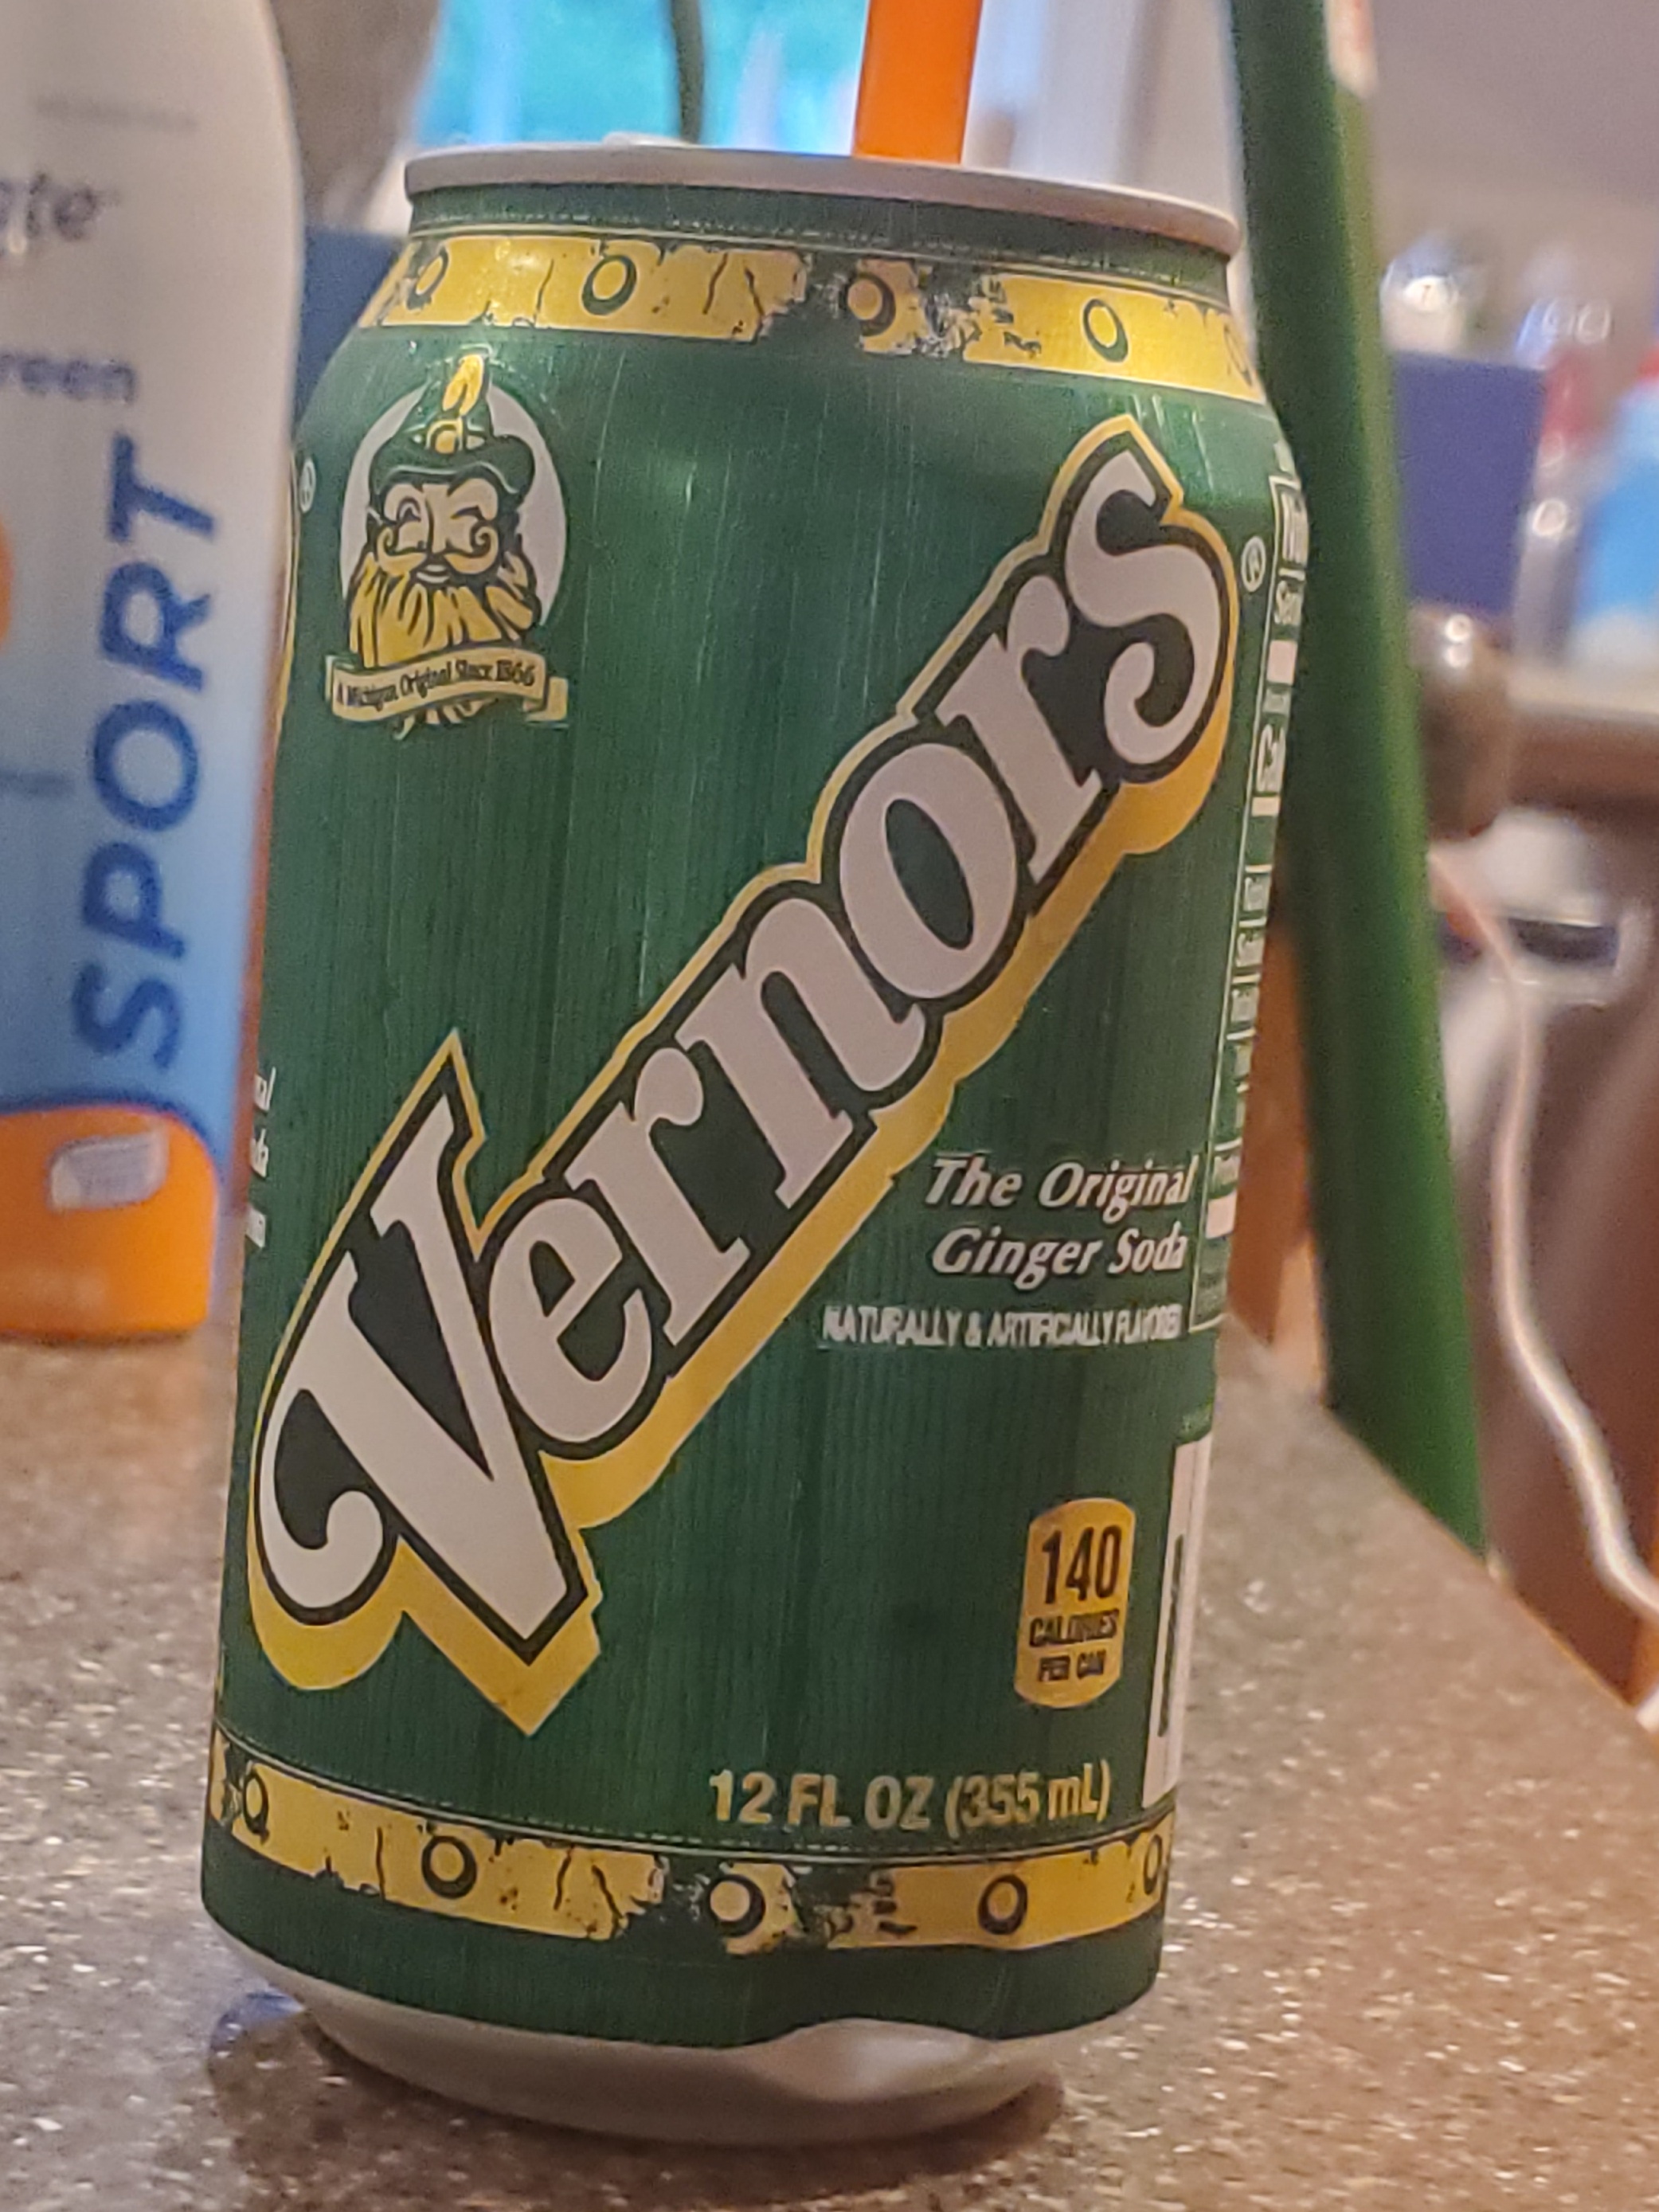 SPORT
A Michigan Original Since 1866
Vernors®
The Original
Ginger Soda
NATURALLY & ARTIFICIALLY FLAVORED
140
CALORIES
PER CAN
12 FL OZ (355 mL)